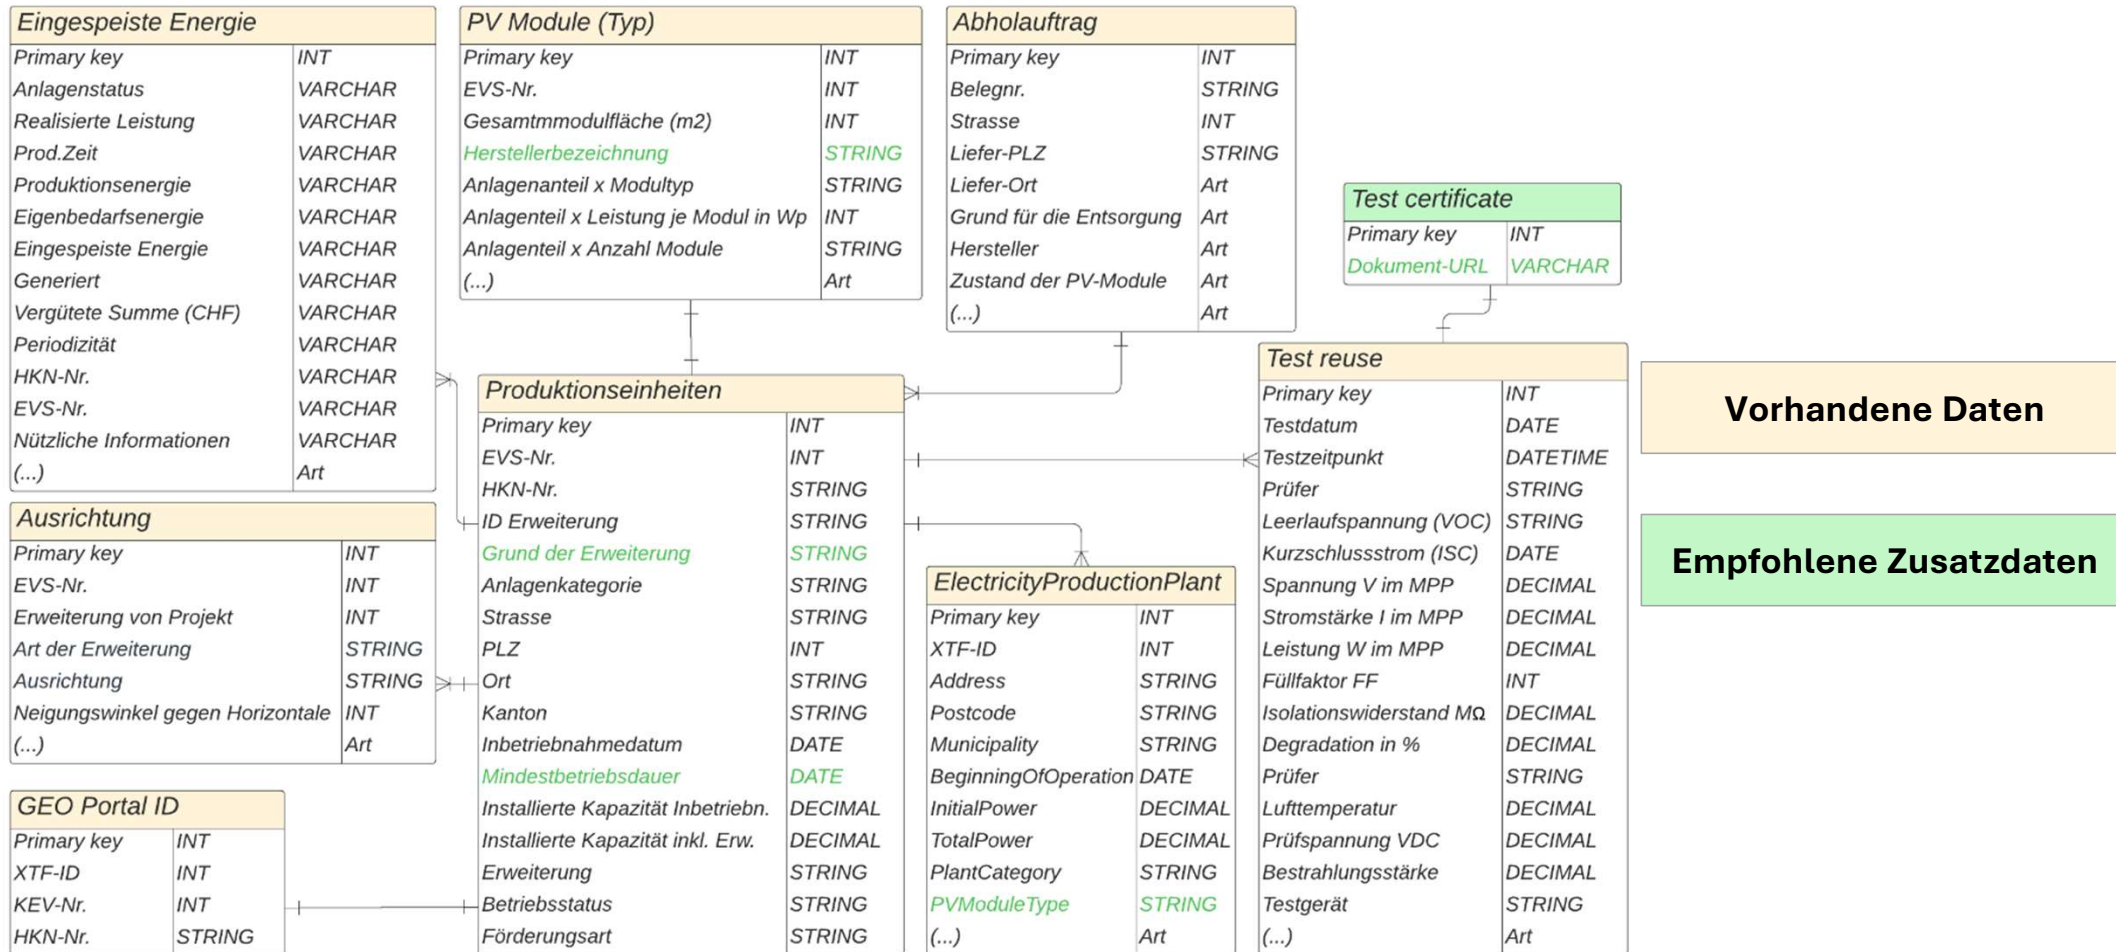 Eingespeiste Energie
Primary key INT
Anlagenstatus VARCHAR
Realisierte Leistung VARCHAR
Prod.Zeit VARCHAR
Produktionsenergie VARCHAR
Eigenbedarfsenergie VARCHAR
Eingespeiste Energie VARCHAR
Generiert VARCHAR
Vergütete Summe (CHF) VARCHAR
Periodizität VARCHAR
HKN-Nr. VARCHAR
EVS-Nr. VARCHAR
Nützliche Informationen VARCHAR
(...) Art
PV Module (Typ)
Primary key INT
EVS-Nr. INT
Gesamtmmodulfläche (m2) INT
Herstellerbezeichnung STRING
Anlagenanteil x Modultyp STRING
Anlagenteil x Leistung je Modul in Wp INT
Anlagenteil x Anzahl Module STRING
(...) Art
Abholauftrag
Primary key INT
Belegnr. STRING
Strasse INT
Liefer-PLZ STRING
Liefer-Ort Art
Grund für die Entsorgung Art
Hersteller Art
Zustand der PV-Module Art
(...) Art
Test certificate
Primary key INT
Dokument-URL VARCHAR
Ausrichtung
Primary key INT
EVS-Nr. INT
Erweiterung von Projekt INT
Art der Erweiterung STRING
Ausrichtung STRING
Neigungswinkel gegen Horizontale INT
(...) Art
GEO Portal ID
Primary key INT
XTF-ID INT
KEV-Nr. INT
HKN-Nr. STRING
Produktionseinheiten
Primary key INT
EVS-Nr. INT
HKN-Nr. STRING
ID Erweiterung STRING
Grund der Erweiterung STRING
Anlagenkategorie STRING
Strasse STRING
PLZ INT
Ort STRING
Kanton STRING
Inbetriebnahmedatum DATE
Mindestbetriebsdauer DATE
Installierte Kapazität Inbetriebn. DECIMAL
Installierte Kapazität inkl. Erw. DECIMAL
Erweiterung STRING
Betriebsstatus STRING
Förderungsart STRING
ElectricityProductionPlant
Primary key INT
XTF-ID INT
Address STRING
Postcode STRING
Municipality STRING
BeginningOfOperation DATE
InitialPower DECIMAL
TotalPower DECIMAL
PlantCategory STRING
PVModuleType STRING
(...) Art
Test reuse
Primary key INT
Testdatum DATE
Testzeitpunkt DATETIME
Prüfer STRING
Leerlaufspannung (VOC) STRING
Kurzschlussstrom (ISC) DATE
Spannung V im MPP DECIMAL
Stromstärke I im MPP DECIMAL
Leistung W im MPP DECIMAL
Füllfaktor FF INT
Isolationswiderstand MΩ DECIMAL
Degradation in % DECIMAL
Prüfer STRING
Lufttemperatur DECIMAL
Prüfspannung VDC DECIMAL
Bestrahlungsstärke DECIMAL
Testgerät STRING
(...) Art
Vorhandene Daten
Empfohlene Zusatzdaten